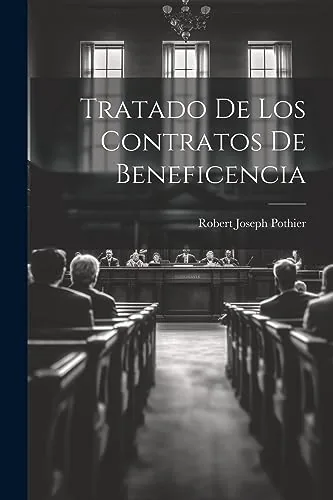 Tratado De Los
Contratos De
Beneficencia
Robert Joseph Pothier